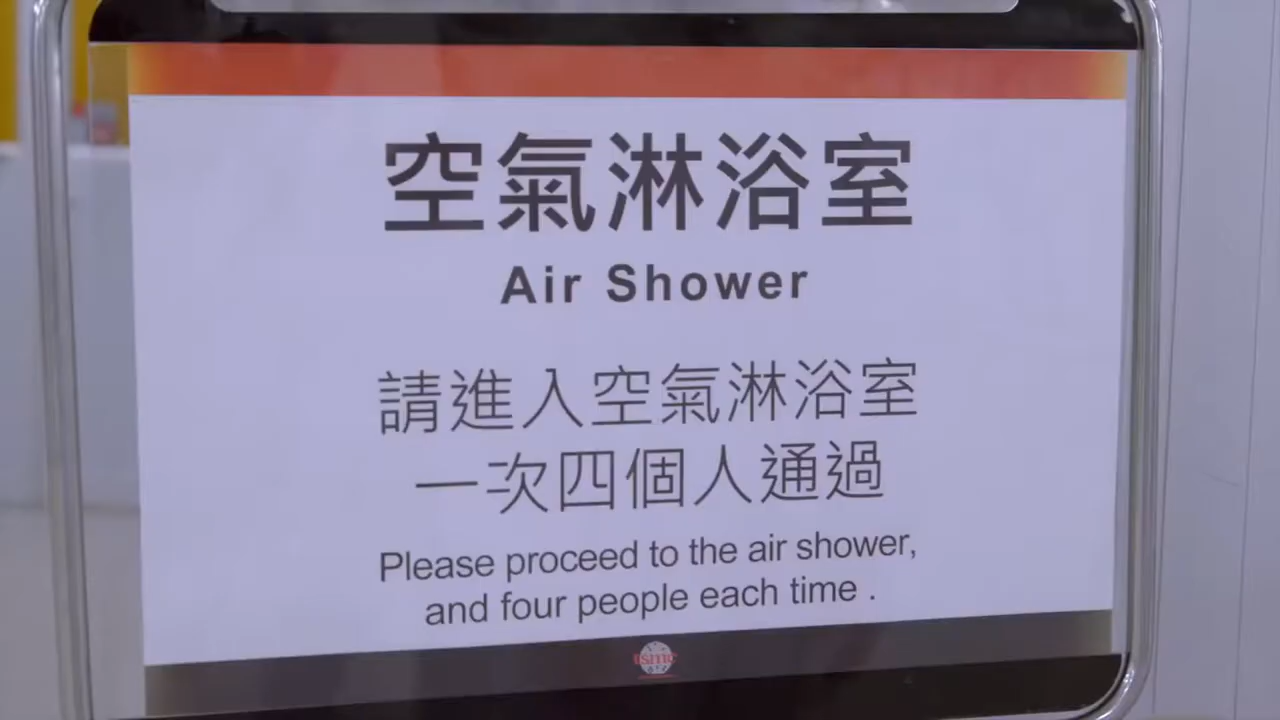 空氣淋浴室
Air Shower
請進入空氣淋浴室
一次四個人通過
Please proceed to the air shower,
and four people each time .
tsmc